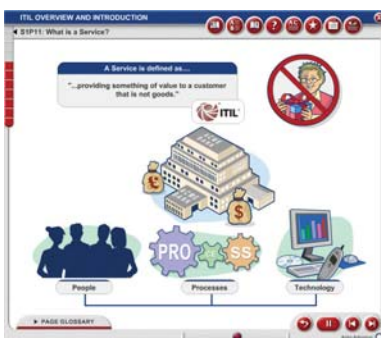 ITIL OVERVIEW AND INTRODUCTION
S1P11: What is a Service?
A Service is defined as...
"...providing something of value to a customer
that is not goods."
ITIL
£
$
PRO
SS
People
Processes
Technology
PAGE GLOSSARY